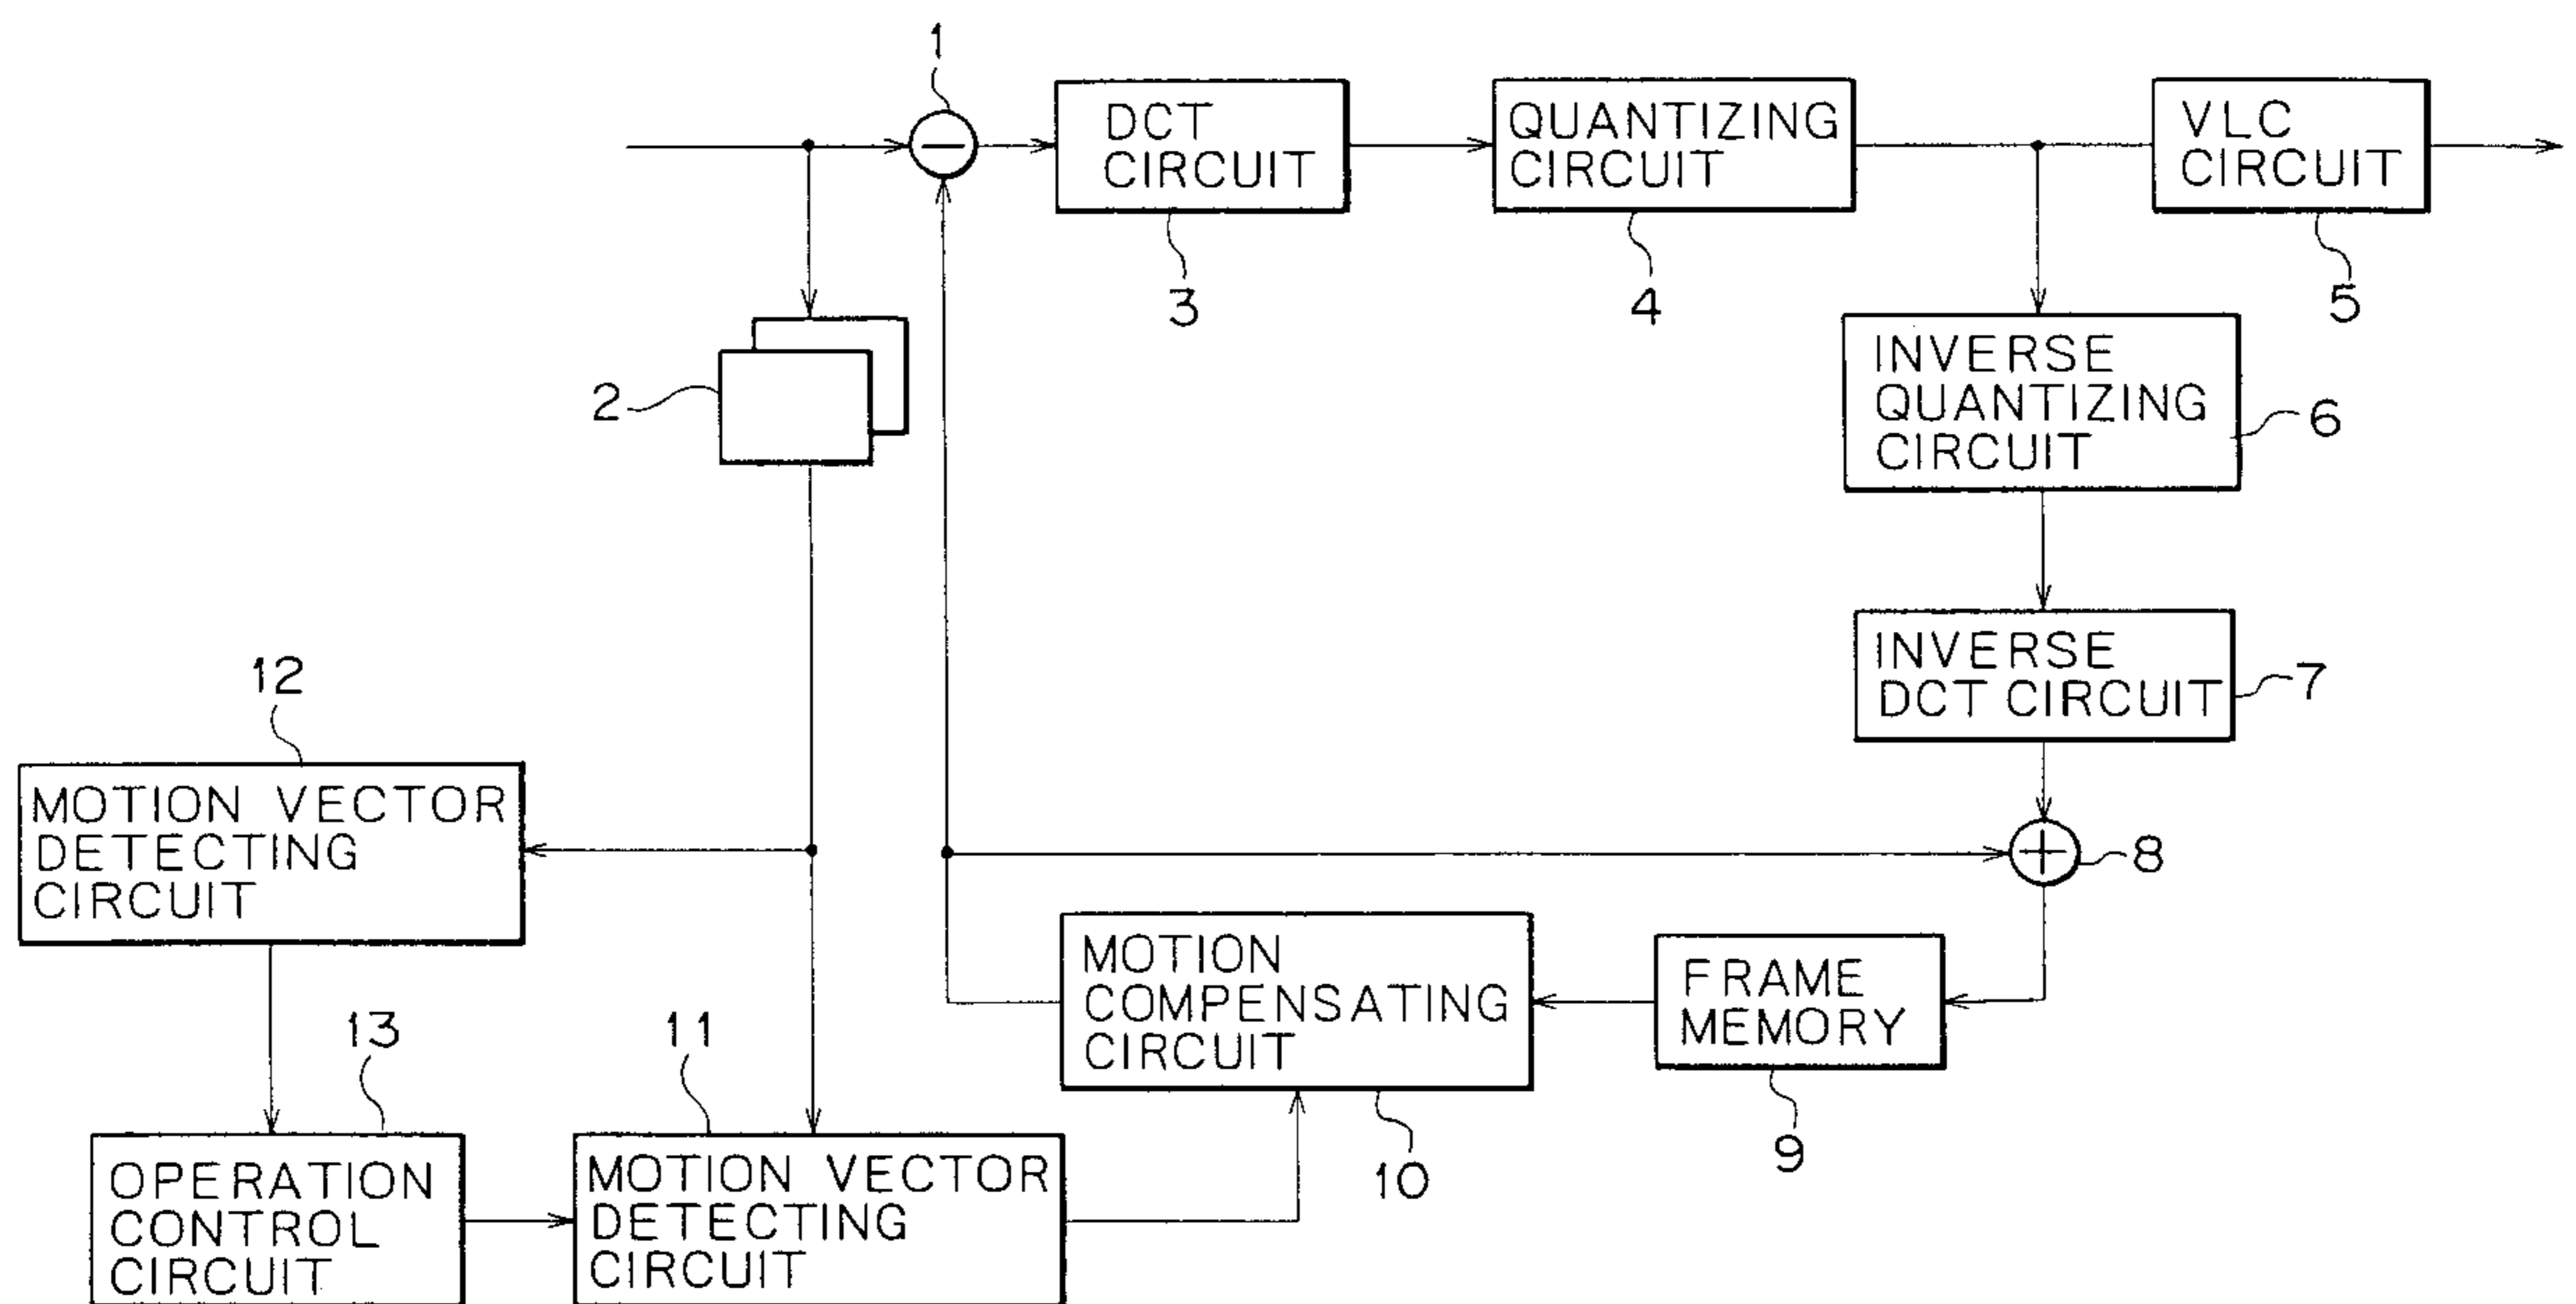 1
DCT
CIRCUIT
3
QUANTIZING
CIRCUIT
4
VLC
CIRCUIT
5
2
INVERSE
QUANTIZING
CIRCUIT
6
INVERSE
DCT CIRCUIT
7
12
MOTION VECTOR
DETECTING
CIRCUIT
8
MOTION
COMPENSATING
CIRCUIT
10
FRAME
MEMORY
9
13
OPERATION
CONTROL
CIRCUIT
11
MOTION VECTOR
DETECTING
CIRCUIT